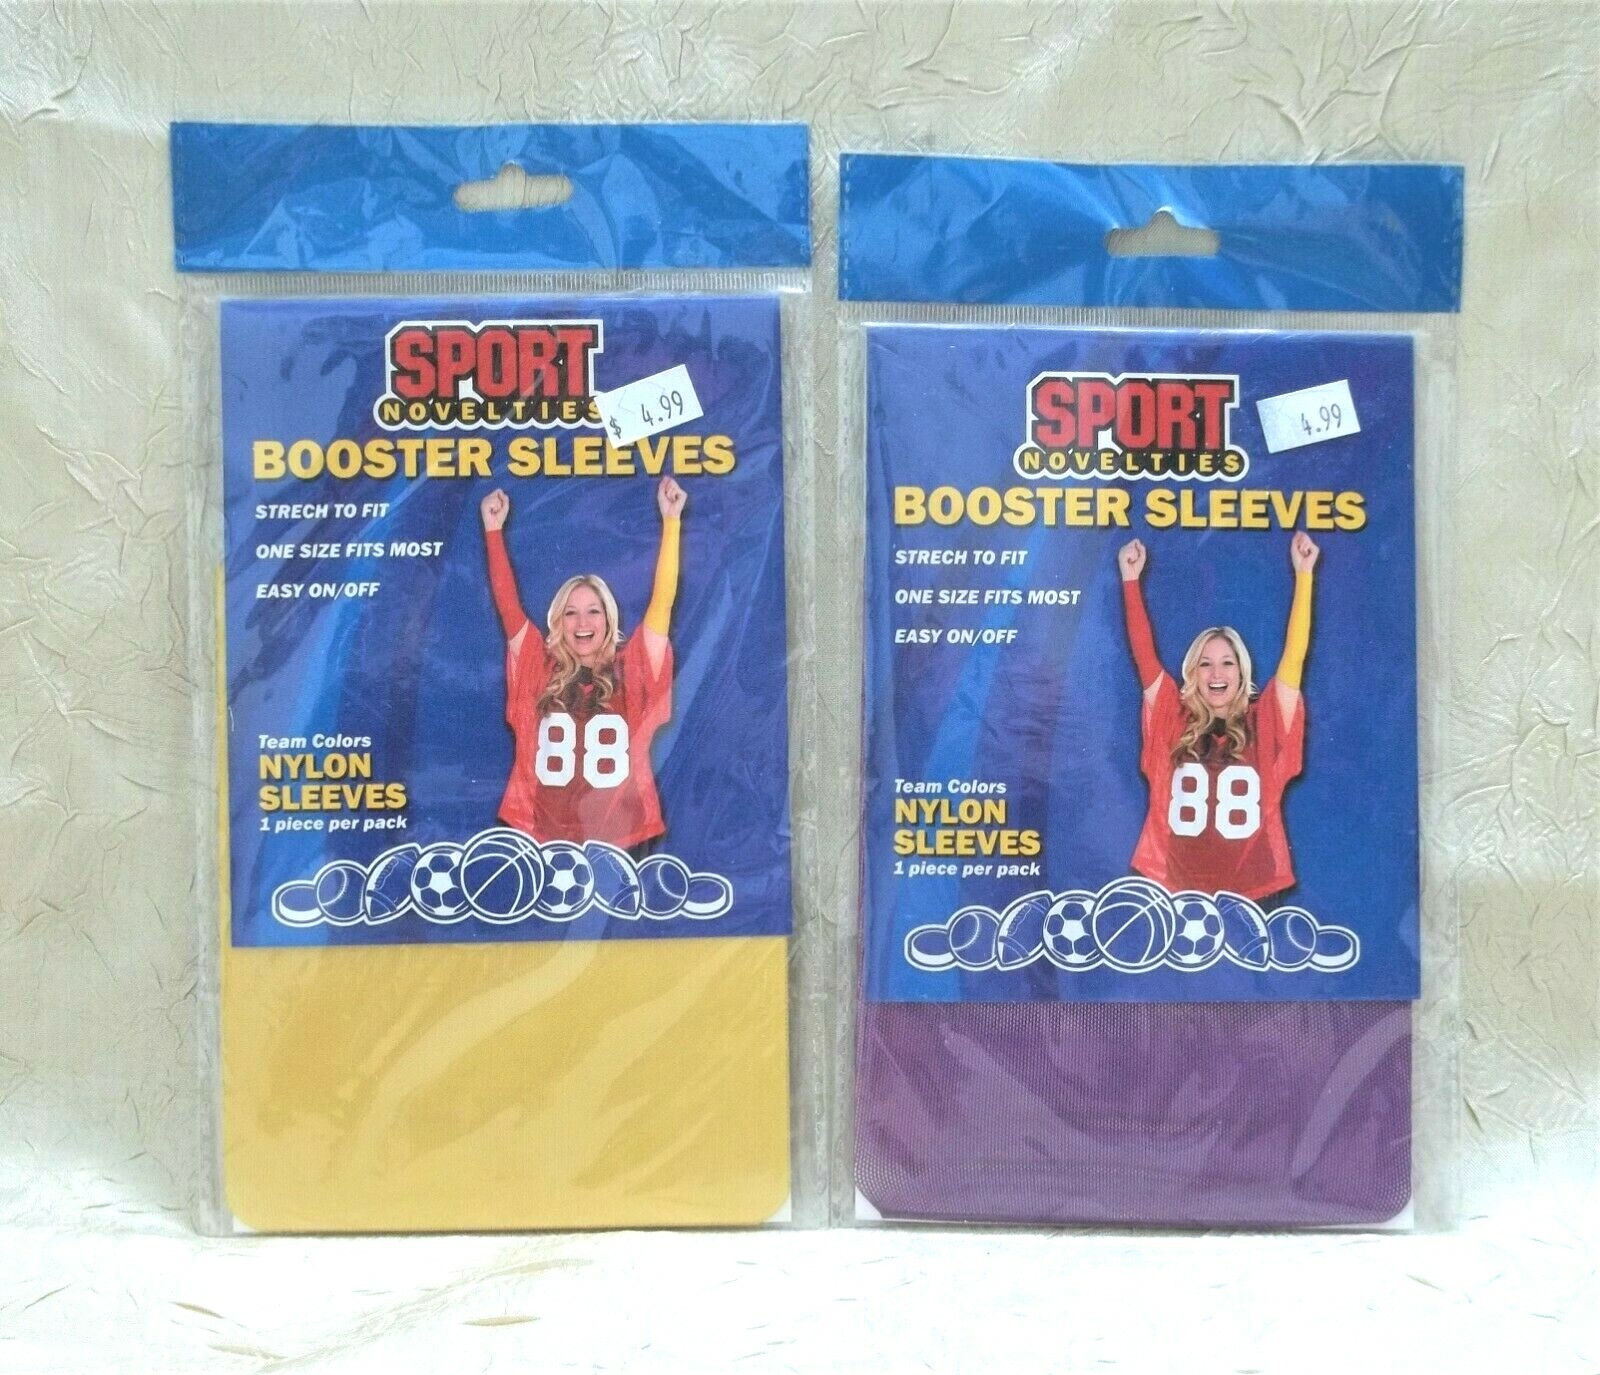 SPORT
NOVELTIES
$ 4.99
BOOSTER SLEEVES
STRECH TO FIT
ONE SIZE FITS MOST
EASY ON/OFF
88
Team Colors
NYLON
SLEEVES
1 piece per pack
SPORT
NOVELTIES
4.99
BOOSTER SLEEVES
STRECH TO FIT
ONE SIZE FITS MOST
EASY ON/OFF
88
Team Colors
NYLON
SLEEVES
1 piece per pack